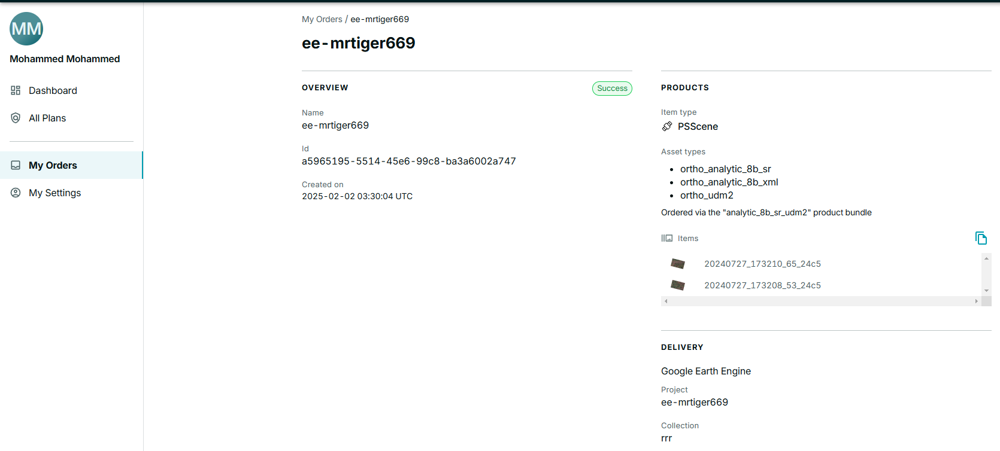 MM
Mohammed Mohammed
Dashboard
All Plans
My Orders
My Settings
My Orders / ee-mrtiger669
ee-mrtiger669
OVERVIEW
Success
Name
ee-mrtiger669
Id
a5965195-5514-45e6-99c8-ba3a6002a747
Created on
2025-02-02 03:30:04 UTC
PRODUCTS
Item type
PSScene
Asset types
• ortho_analytic_8b_sr
• ortho_analytic_8b_xml
• ortho_udm2
Ordered via the "analytic_8b_sr_udm2" product bundle
Items
20240727_173210_65_24c5
20240727_173208_53_24c5
DELIVERY
Google Earth Engine
Project
ee-mrtiger669
Collection
rrr